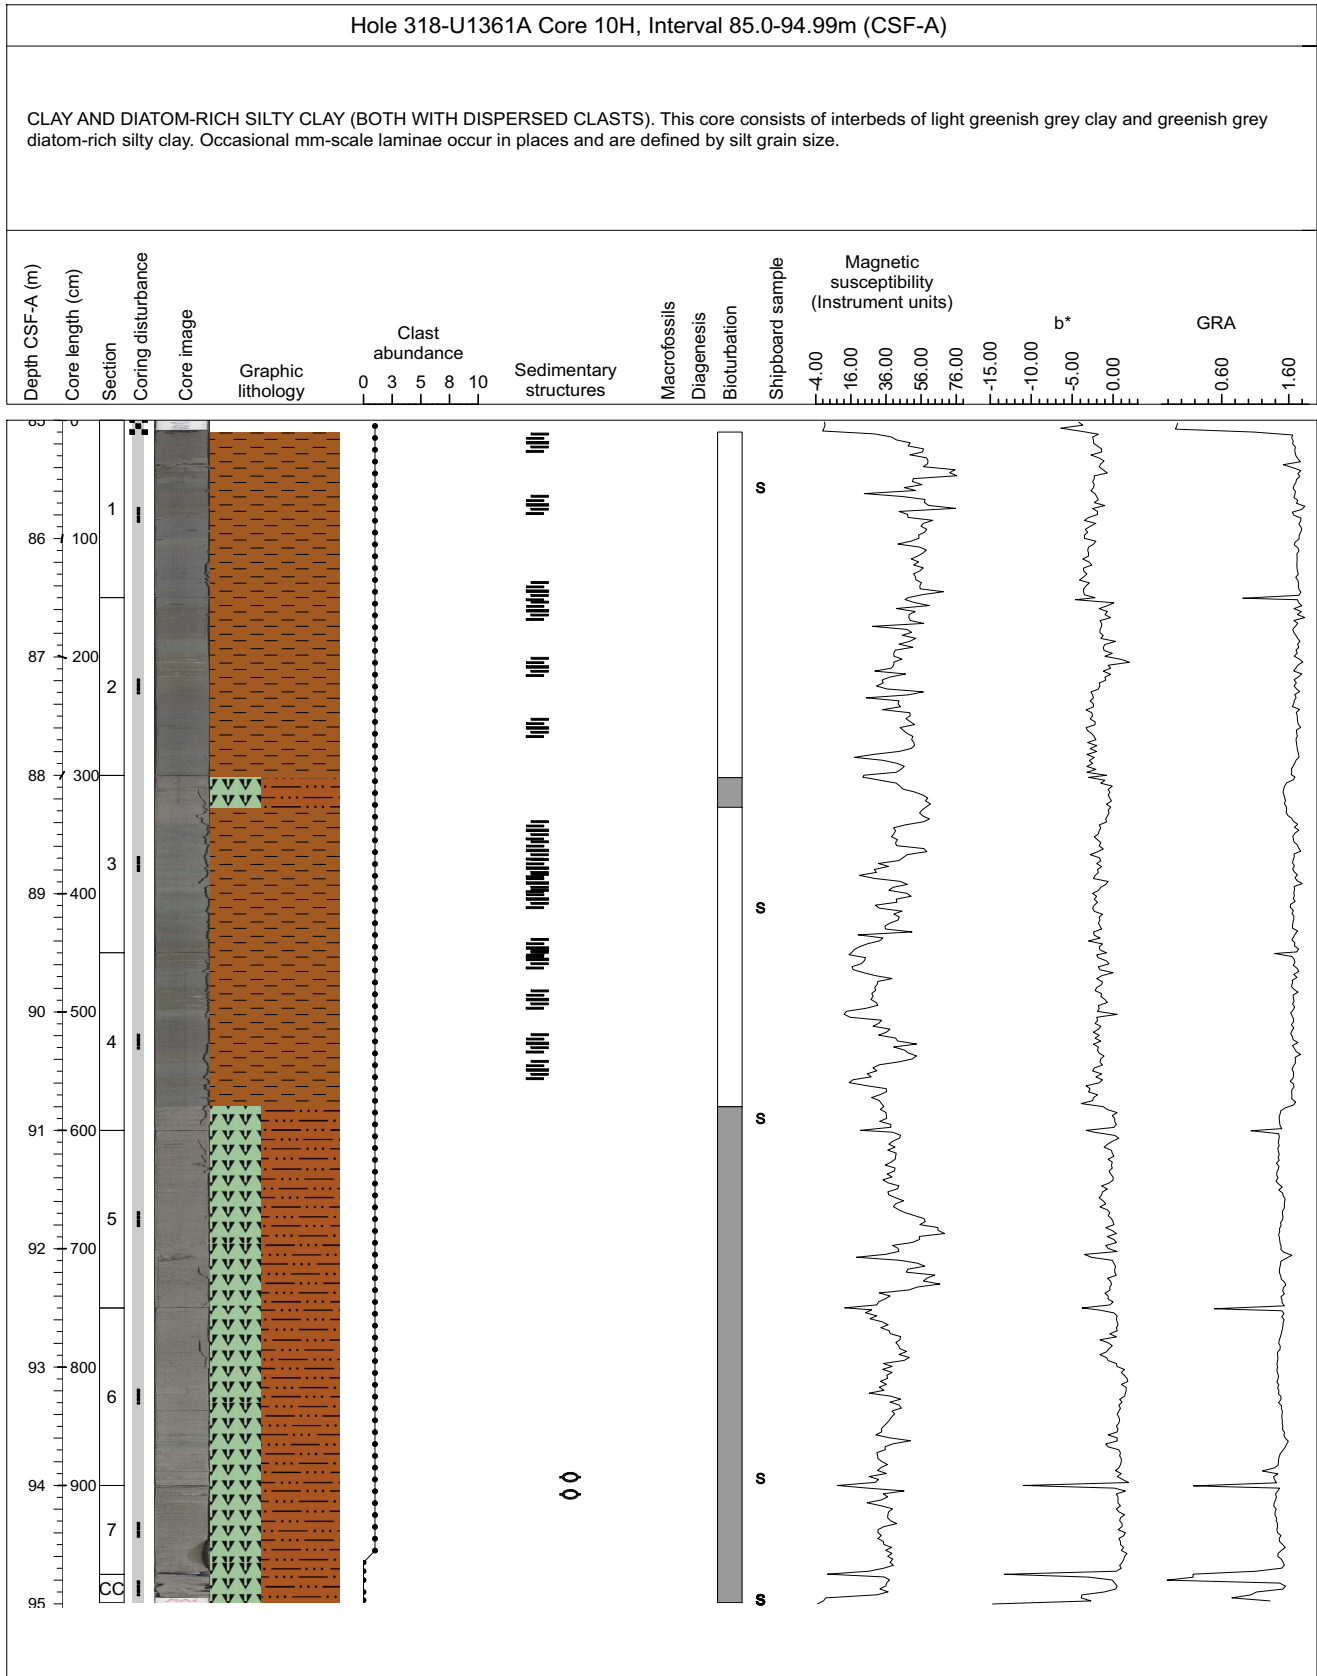 Hole 318-U1361A Core 10H, Interval 85.0-94.99m (CSF-A)
CLAY AND DIATOM-RICH SILTY CLAY (BOTH WITH DISPERSED CLASTS). This core consists of interbeds of light greenish grey clay and greenish grey
diatom-rich silty clay. Occasional mm-scale laminae occur in places and are defined by silt grain size.
Depth CSF-A (m)
Core length (cm)
Section
Coring disturbance
Core image
Graphic
lithology
Clast
abundance
0 3 5 8 10
Sedimentary
structures
Macrofossils
Diagenesis
Bioturbation
Shipboard sample
Magnetic
susceptibility
(Instrument units)
-4.00 16.00 36.00 56.00 76.00
b*
-15.00 -10.00 -5.00 0.00
GRA
0.60 1.60
85 0
S
1
86 100
87 200
2
88 300
3
89 400
S
90 500
4
S
91 600
5
92 700
93 800
6
S
94 900
7
CC
S
95